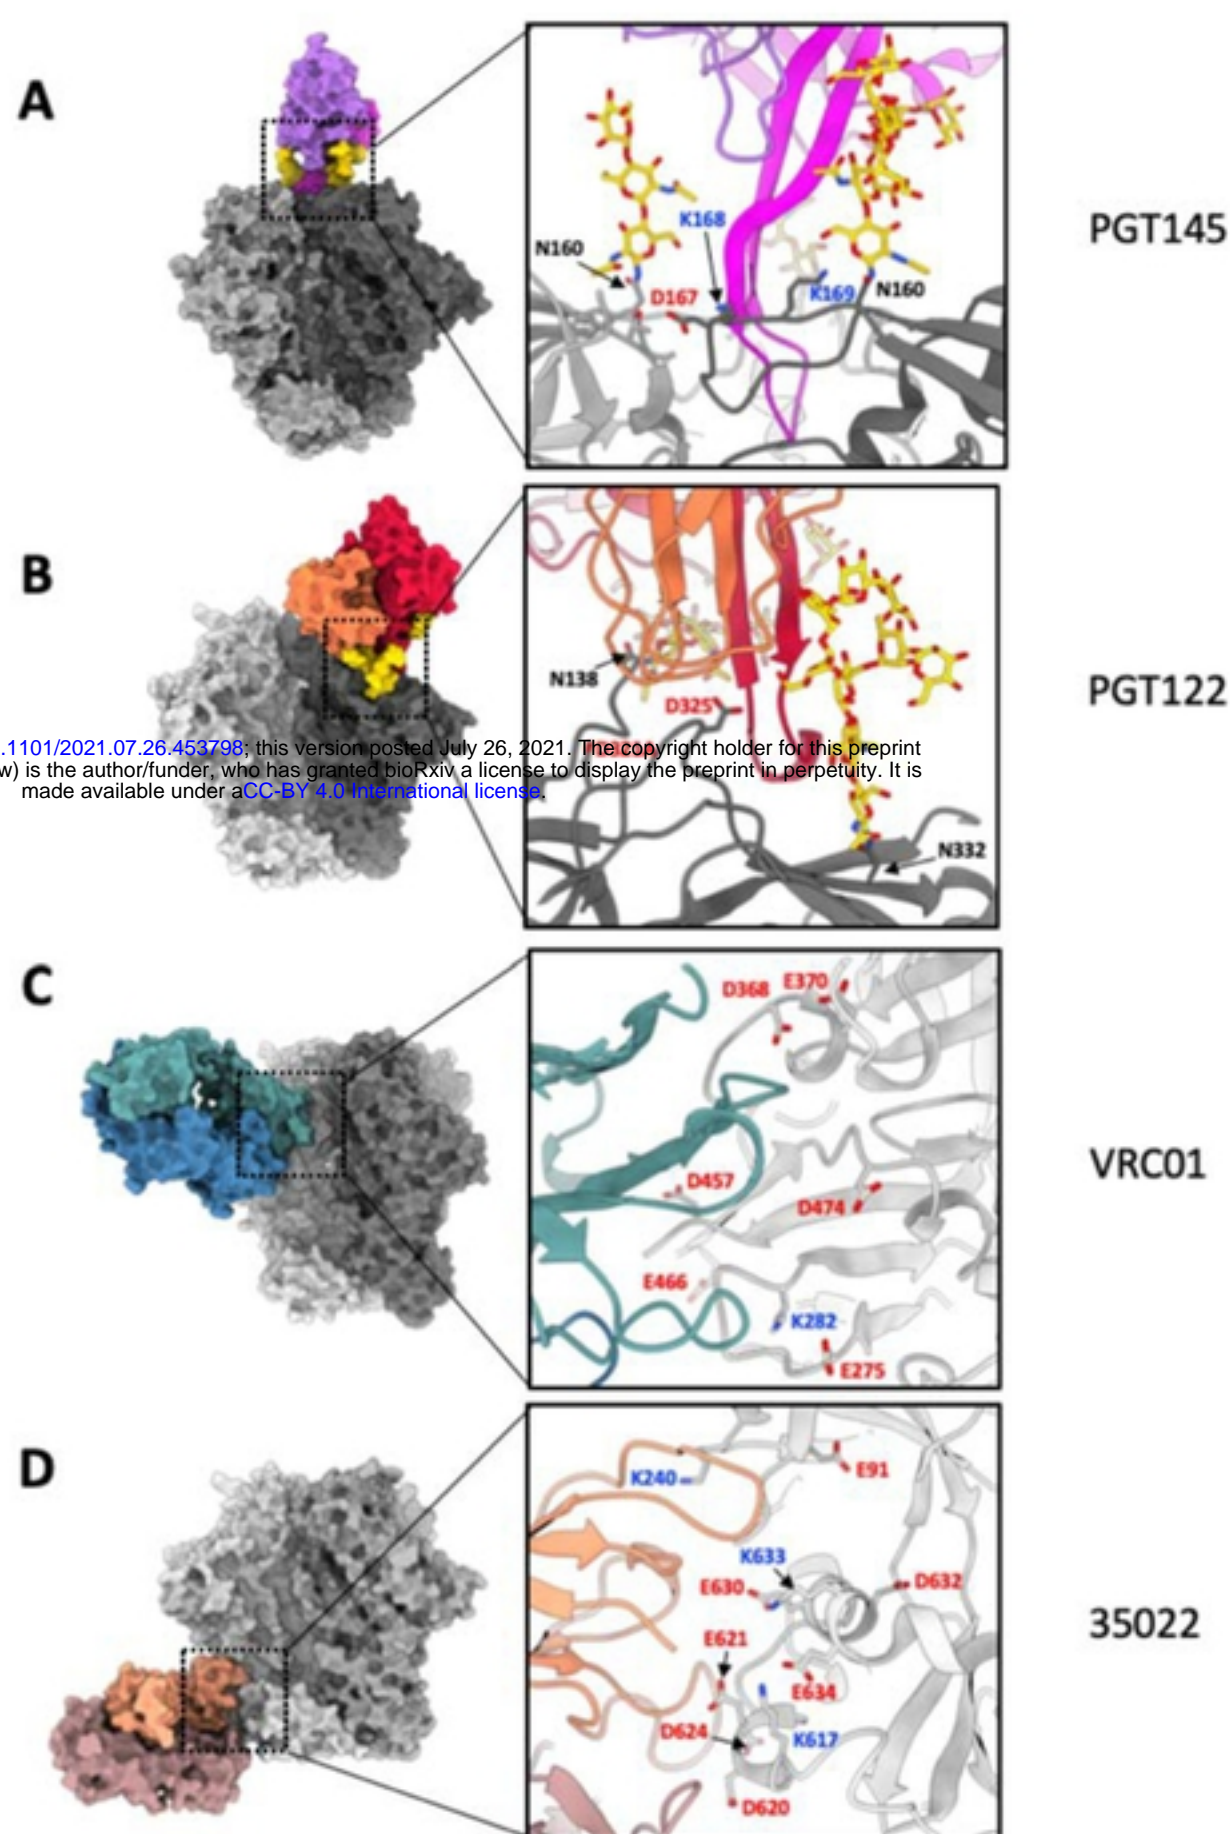 A
PGT145
K168
N160
D167
K169
N160
B
PGT122
N138
D325
.1101/2021.07.26.453798; this version posted July 26, 2021. The copyright holder for this preprint
w) is the author/funder, who has granted bioRxiv a license to display the preprint in perpetuity. It is
made available under aCC-BY 4.0 International license.
N332
C
D368
E370
VRC01
D457
D474
E466
K282
E275
D
K240
E91
K633
E630
D632
35022
E621
E634
D624
K617
D620